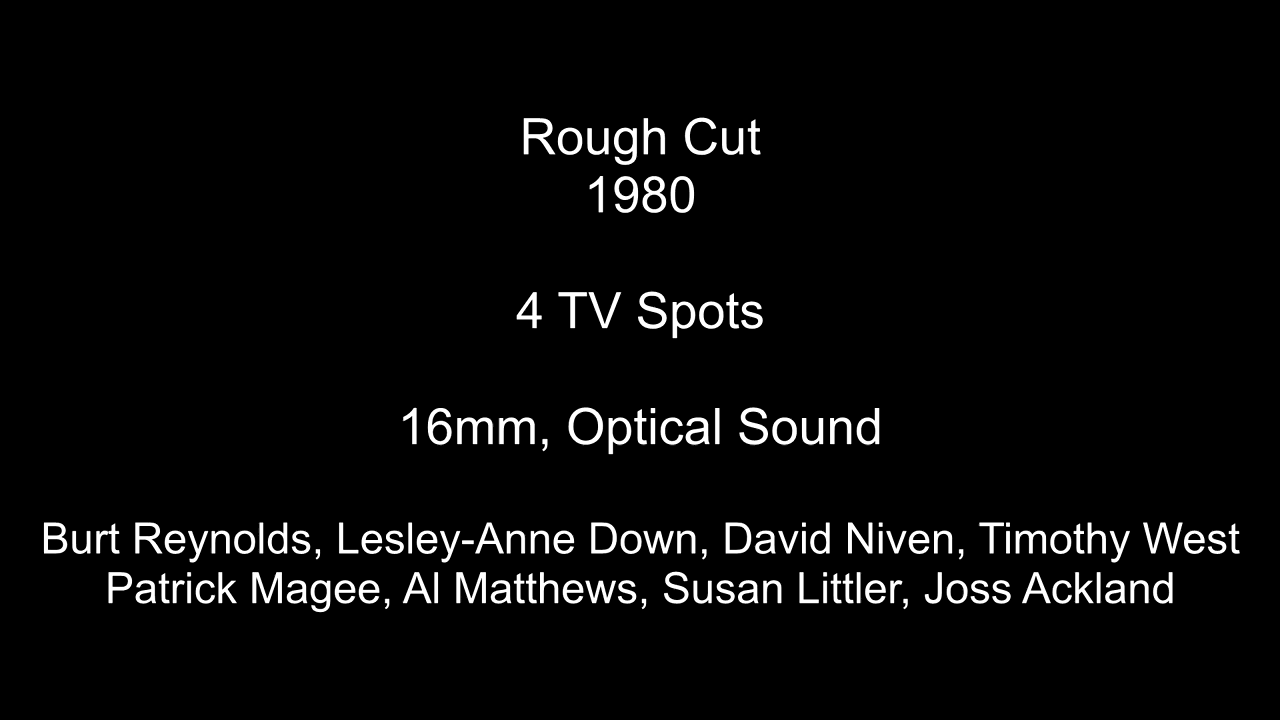 Rough Cut
1980
4 TV Spots
16mm, Optical Sound
Burt Reynolds, Lesley-Anne Down, David Niven, Timothy West
Patrick Magee, Al Matthews, Susan Littler, Joss Ackland